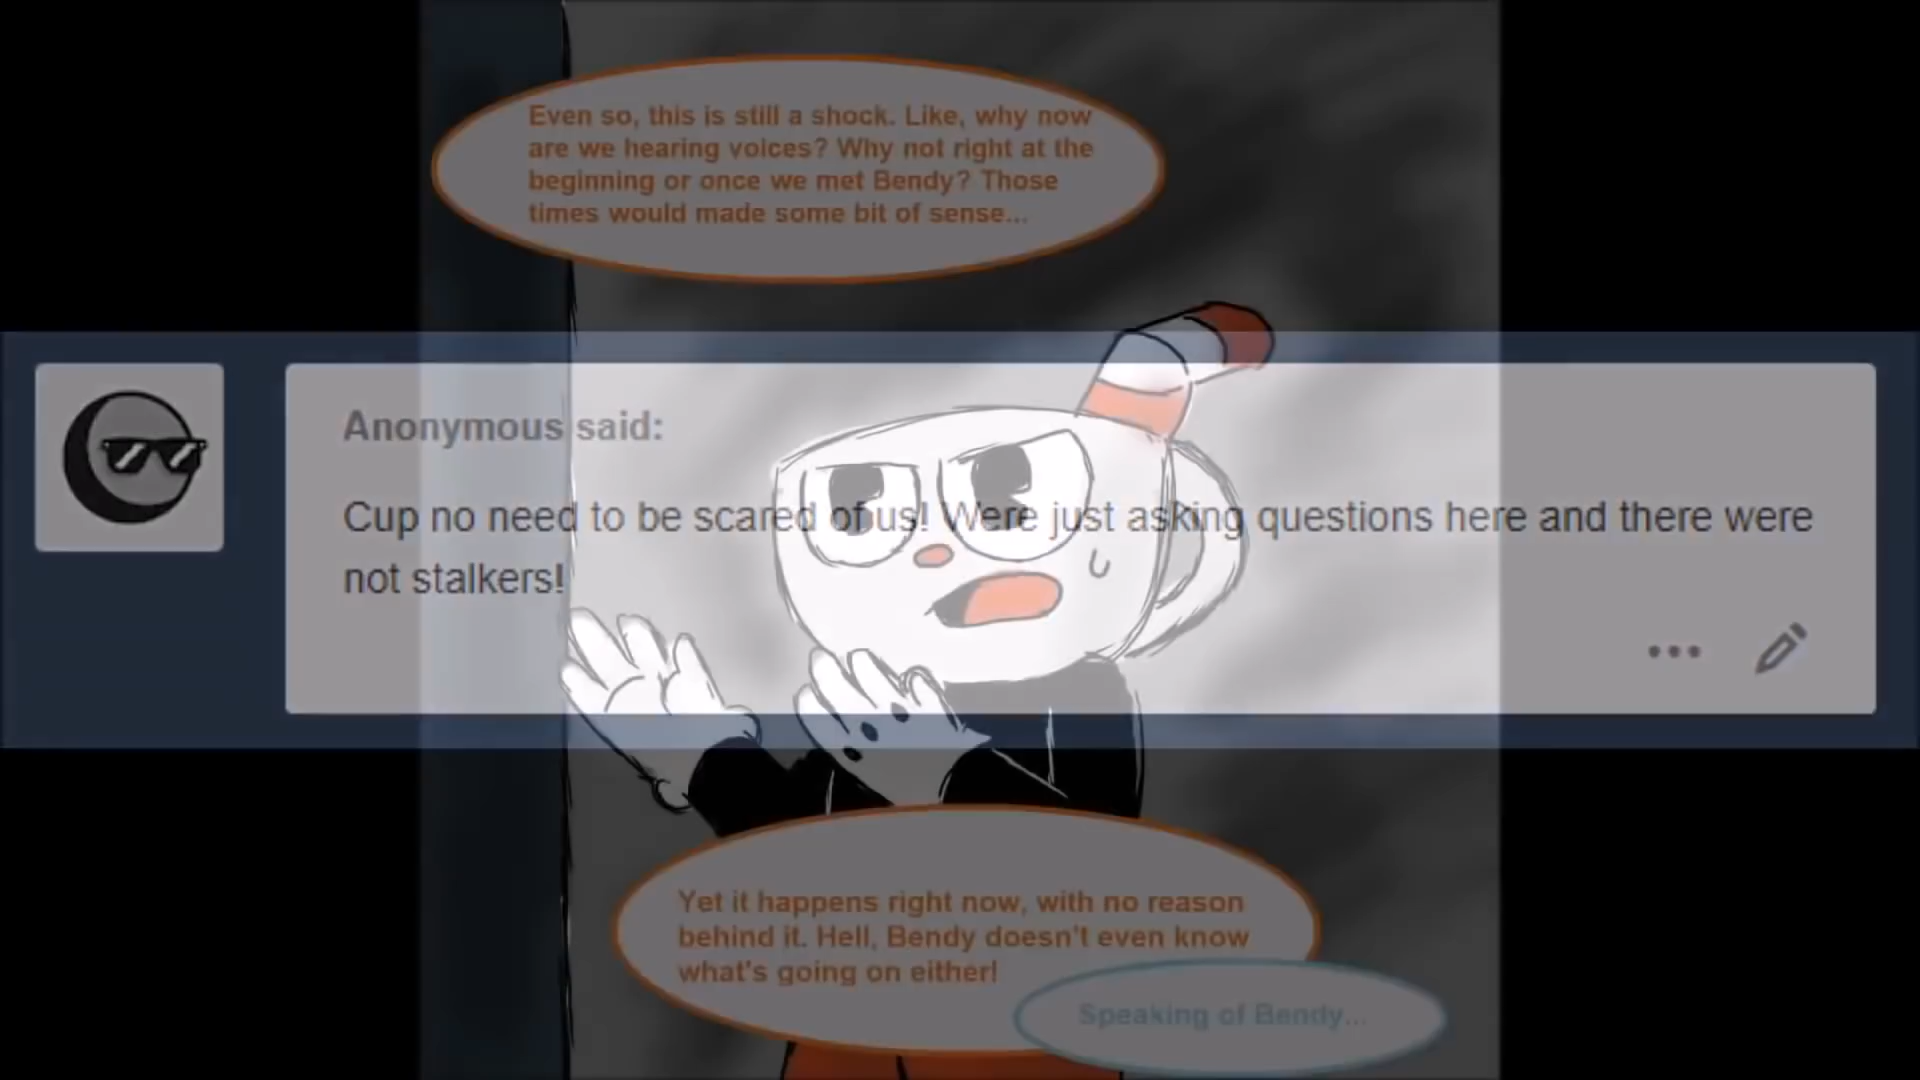 Even so, this is still a shock. Like, why now
are we hearing voices? Why not right at the
beginning or once we met Bendy? Those
times would made some bit of sense...
Anonymous said:
Cup no need to be scared of us! Were just asking questions here and there were
not stalkers!
Yet it happens right now, with no reason
behind it. Hell, Bendy doesn't even know
what's going on either!
Speaking of Bendy...